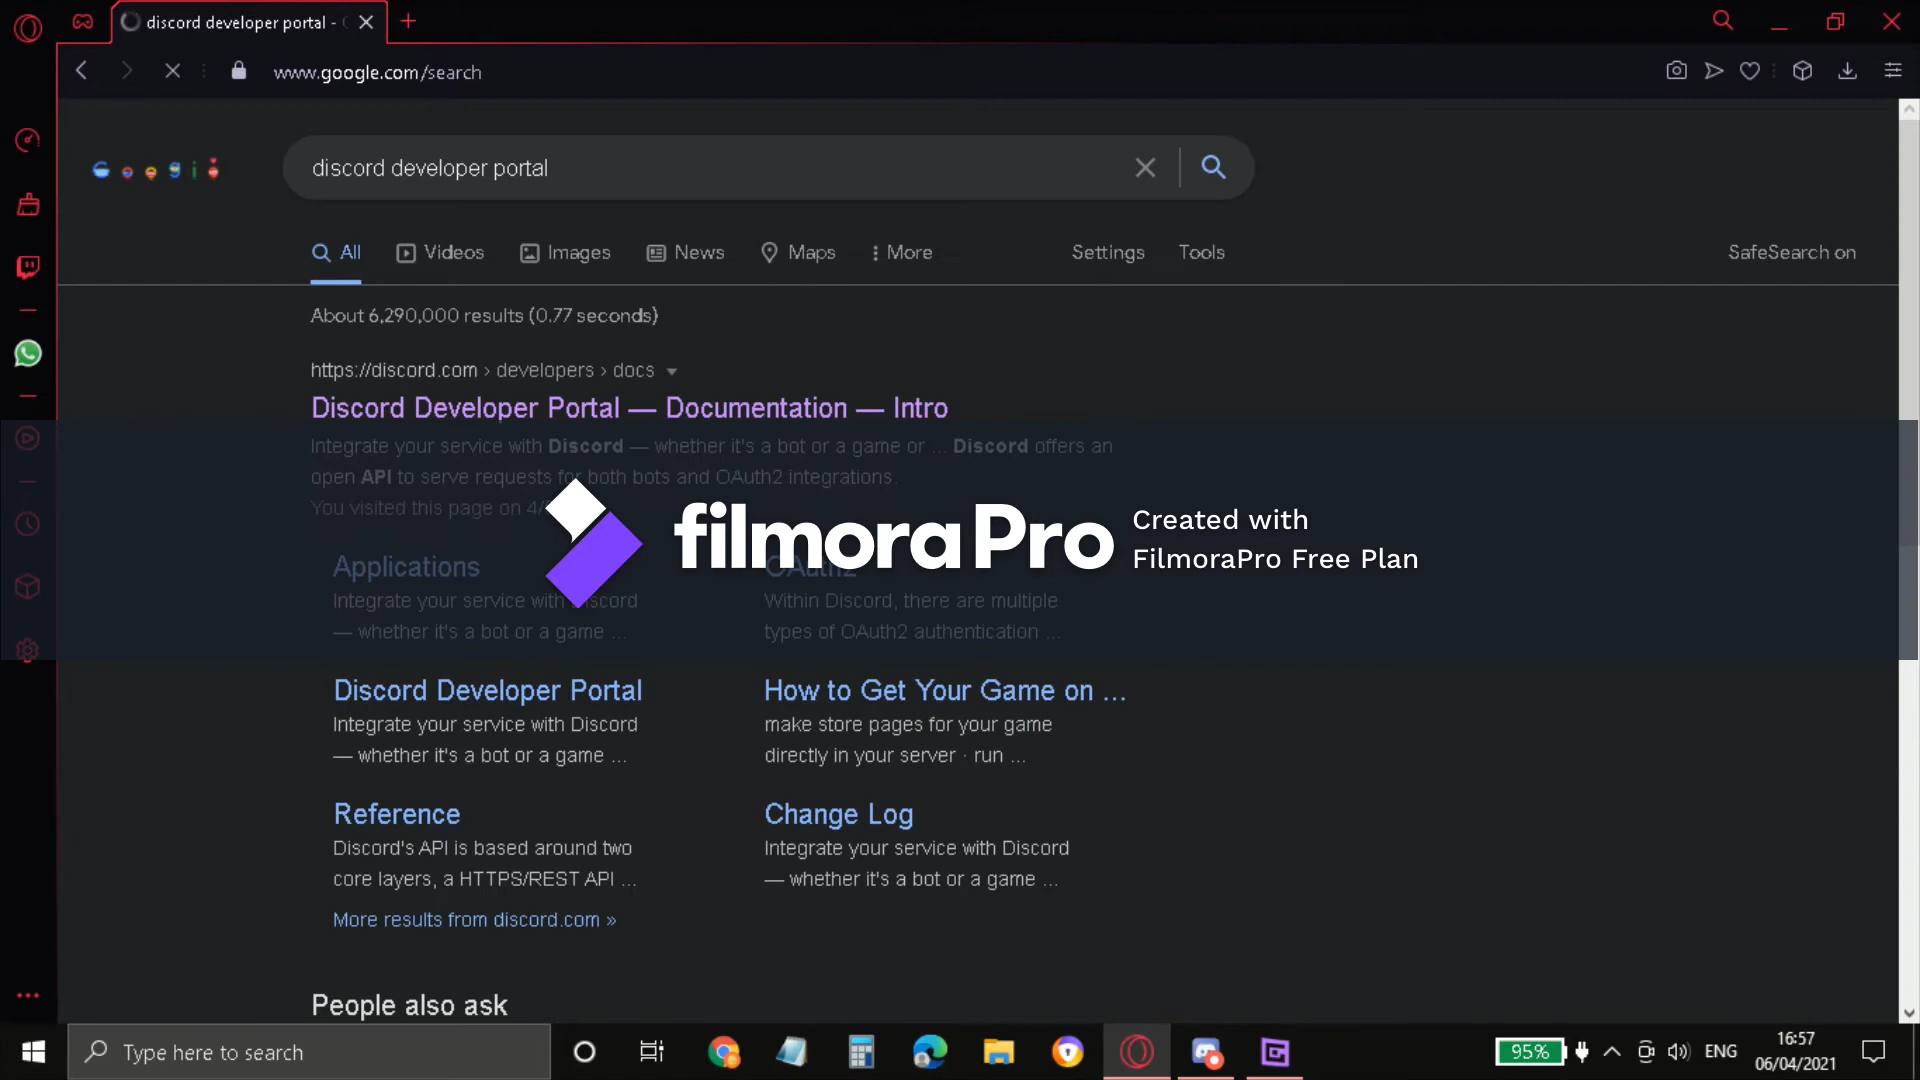 discord developer portal -
www.google.com/search
Google
discord developer portal
All
Videos
Images
News
Maps
More
Settings
Tools
SafeSearch on
About 6,290,000 results (0.77 seconds)
https://discord.com › developers › docs
Discord Developer Portal — Documentation — Intro
Integrate your service with Discord — whether it's a bot or a game or ... Discord offers an
open API to serve requests for both bots and OAuth2 integrations.
You visited this page on 4/
filmora Pro
Created with
FilmoraPro Free Plan
Applications
Integrate your service with Discord
— whether it's a bot or a game ...
OAuth2
Within Discord, there are multiple
types of OAuth2 authentication ...
Discord Developer Portal
Integrate your service with Discord
— whether it's a bot or a game ...
How to Get Your Game on ...
make store pages for your game
directly in your server · run ...
Reference
Discord's API is based around two
core layers, a HTTPS/REST API ...
Change Log
Integrate your service with Discord
— whether it's a bot or a game ...
More results from discord.com »
People also ask
Type here to search
95%
ENG
16:57
06/04/2021